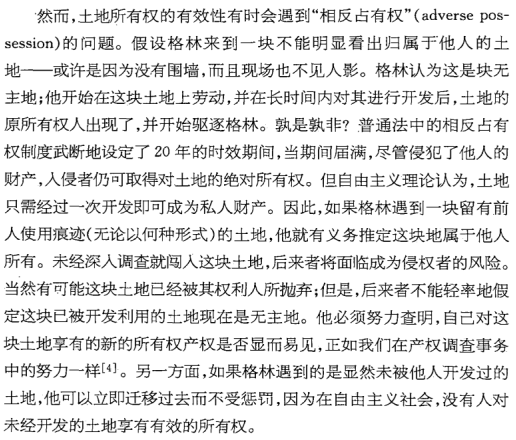 然而，土地所有权的有效性有时会遇到“相反占有权”（adverse pos-
session）的问题。假设格林来到一块不能明显看出归属于他人的土
地——或许是因为没有围墙，而且现场也不见人影。格林认为这是块无
主地；他开始在这块土地上劳动，并在长时间内对其进行开发后，土地的
原所有权人出现了，并开始驱逐格林。孰是孰非？普通法中的相反占有
权制度武断地设定了20年的时效期间，当期间届满，尽管侵犯了他人的
财产，入侵者仍可取得对土地的绝对所有权。但自由主义理论认为，土地
只需经过一次开发即可成为私人财产。因此，如果格林遇到一块留有前
人使用痕迹（无论以何种形式）的土地，他就有义务推定这块地属于他人
所有。未经深入调查就闯入这块土地，后来者将面临成为侵权者的风险。
当然有可能这块土地已经被其权利人所抛弃；但是，后来者不能轻率地假
定这块已被开发利用的土地现在是无主地。他必须努力查明，自己对这
块土地享有的新的所有权产权是否显而易见，正如我们在产权调查事务
中的努力一样[4]。另一方面，如果格林遇到的是显然未被他人开发过的
土地，他可以立即迁移过去而不受惩罚，因为在自由主义社会，没有人对
未经开发的土地享有有效的所有权。